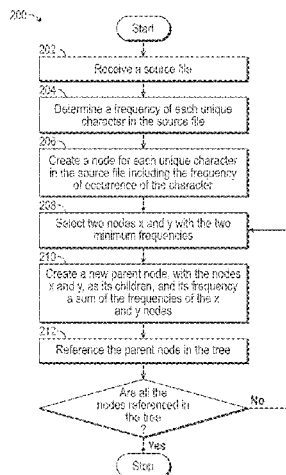 200
Start
202
Receive a source file
204
Determine a frequency of each unique
character in the source file
206
Create a node for each unique character
in the source file including the frequency
of occurrence of the character
208
Select two nodes x and y with the two
minimum frequencies
210
Create a new parent node, with the nodes
x and y, as its children, and its frequency
a sum of the frequencies of the x
and y nodes
212
Reference the parent node in the tree
Are all the
nodes referenced in
the tree
?
No
Yes
Stop